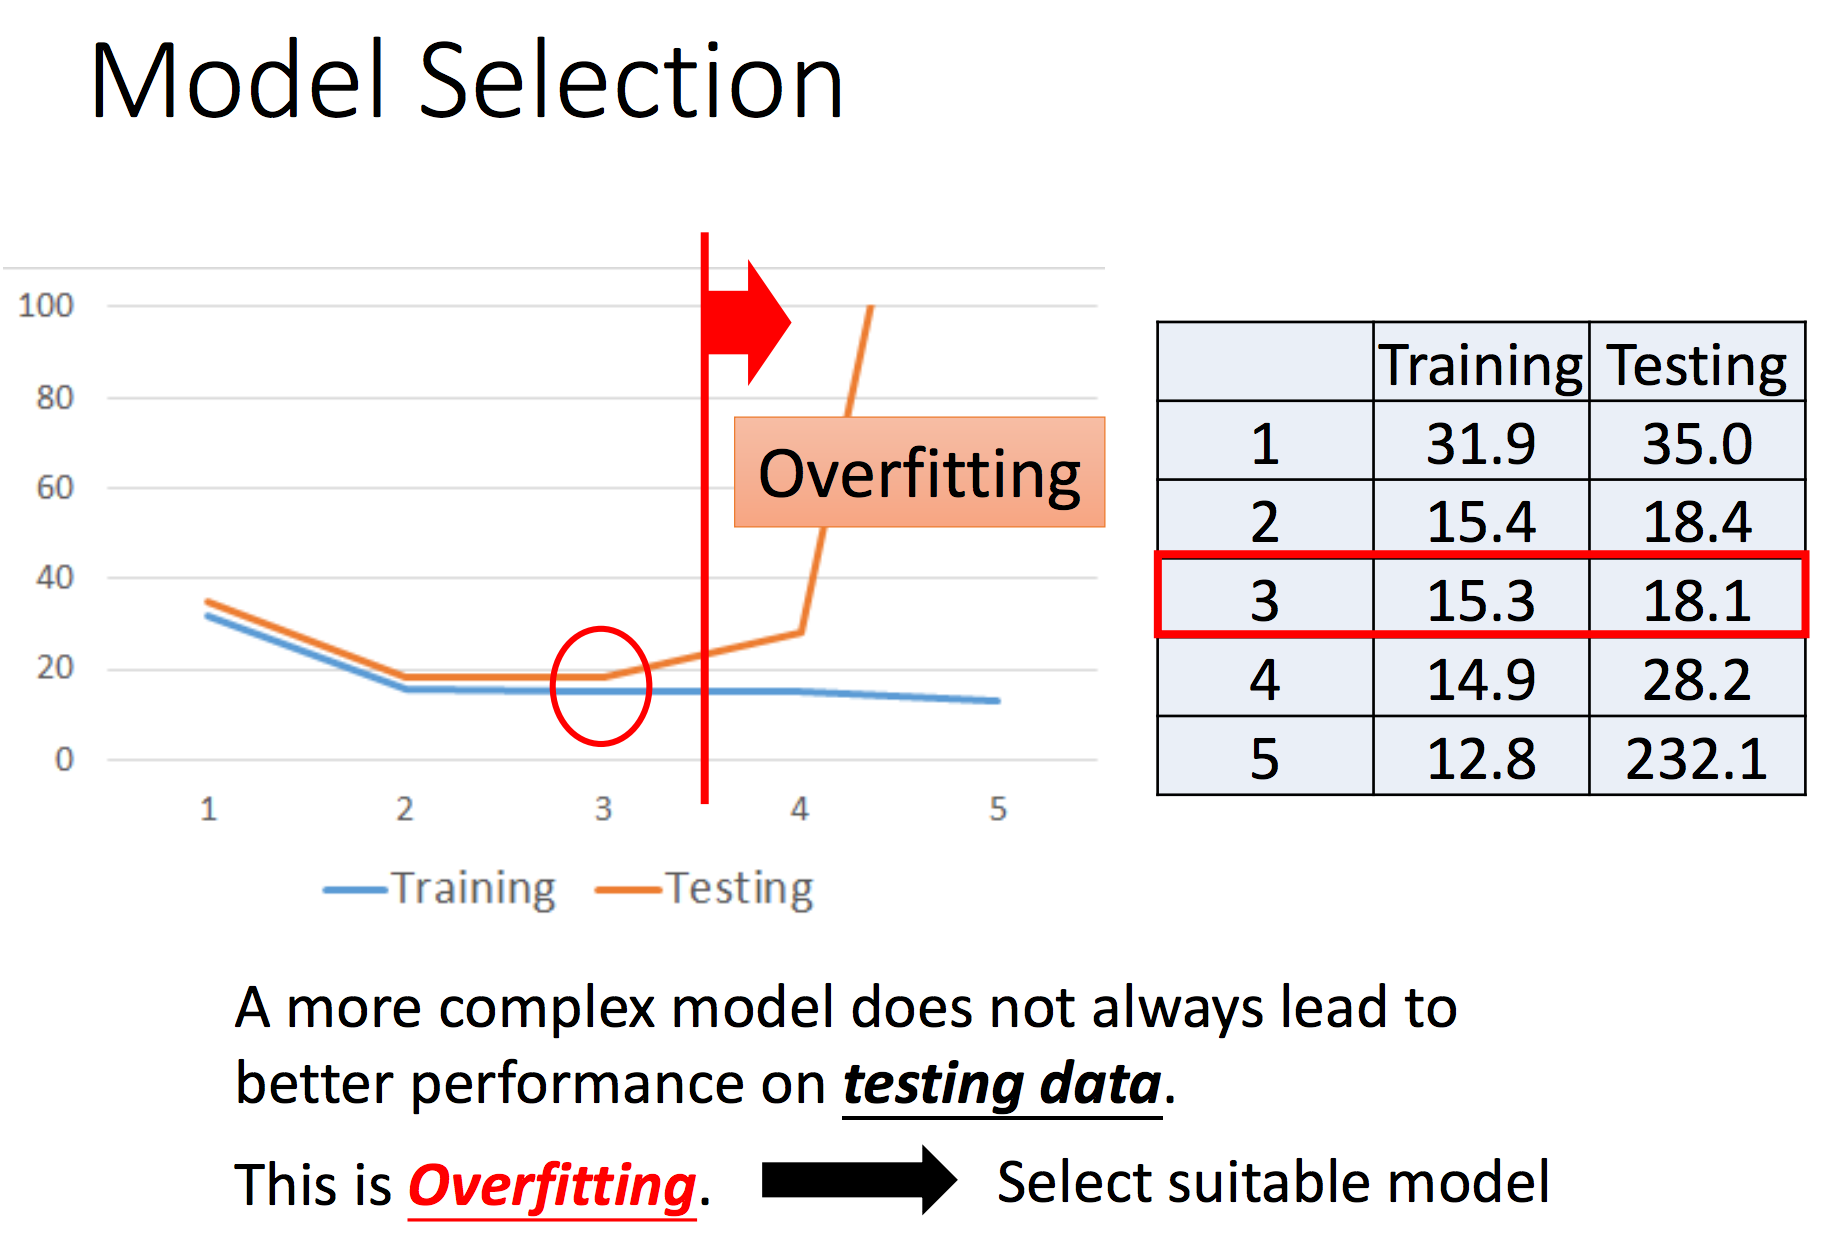 Model Selection
100
80
60
40
20
0
1 2 3 4 5
Overfitting
Training Testing
Training Testing
1 31.9 35.0
2 15.4 18.4
3 15.3 18.1
4 14.9 28.2
5 12.8 232.1
A more complex model does not always lead to
better performance on testing data.
This is Overfitting. Select suitable model